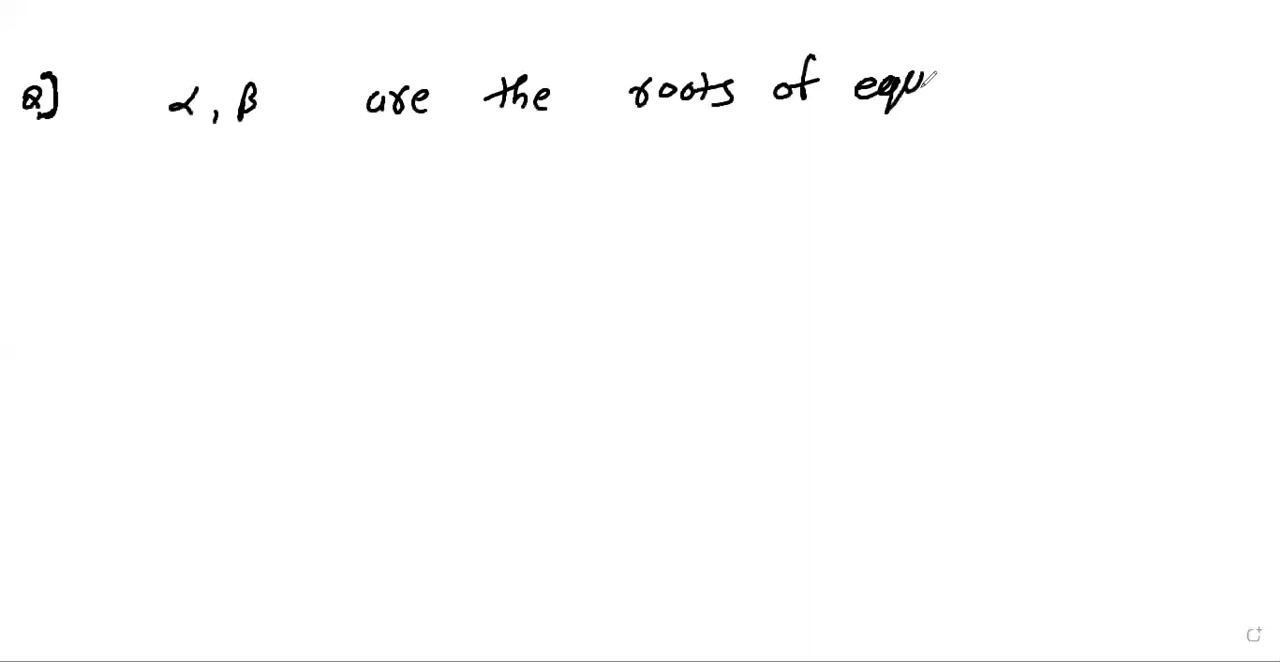 Q] α, β are the roots of equ